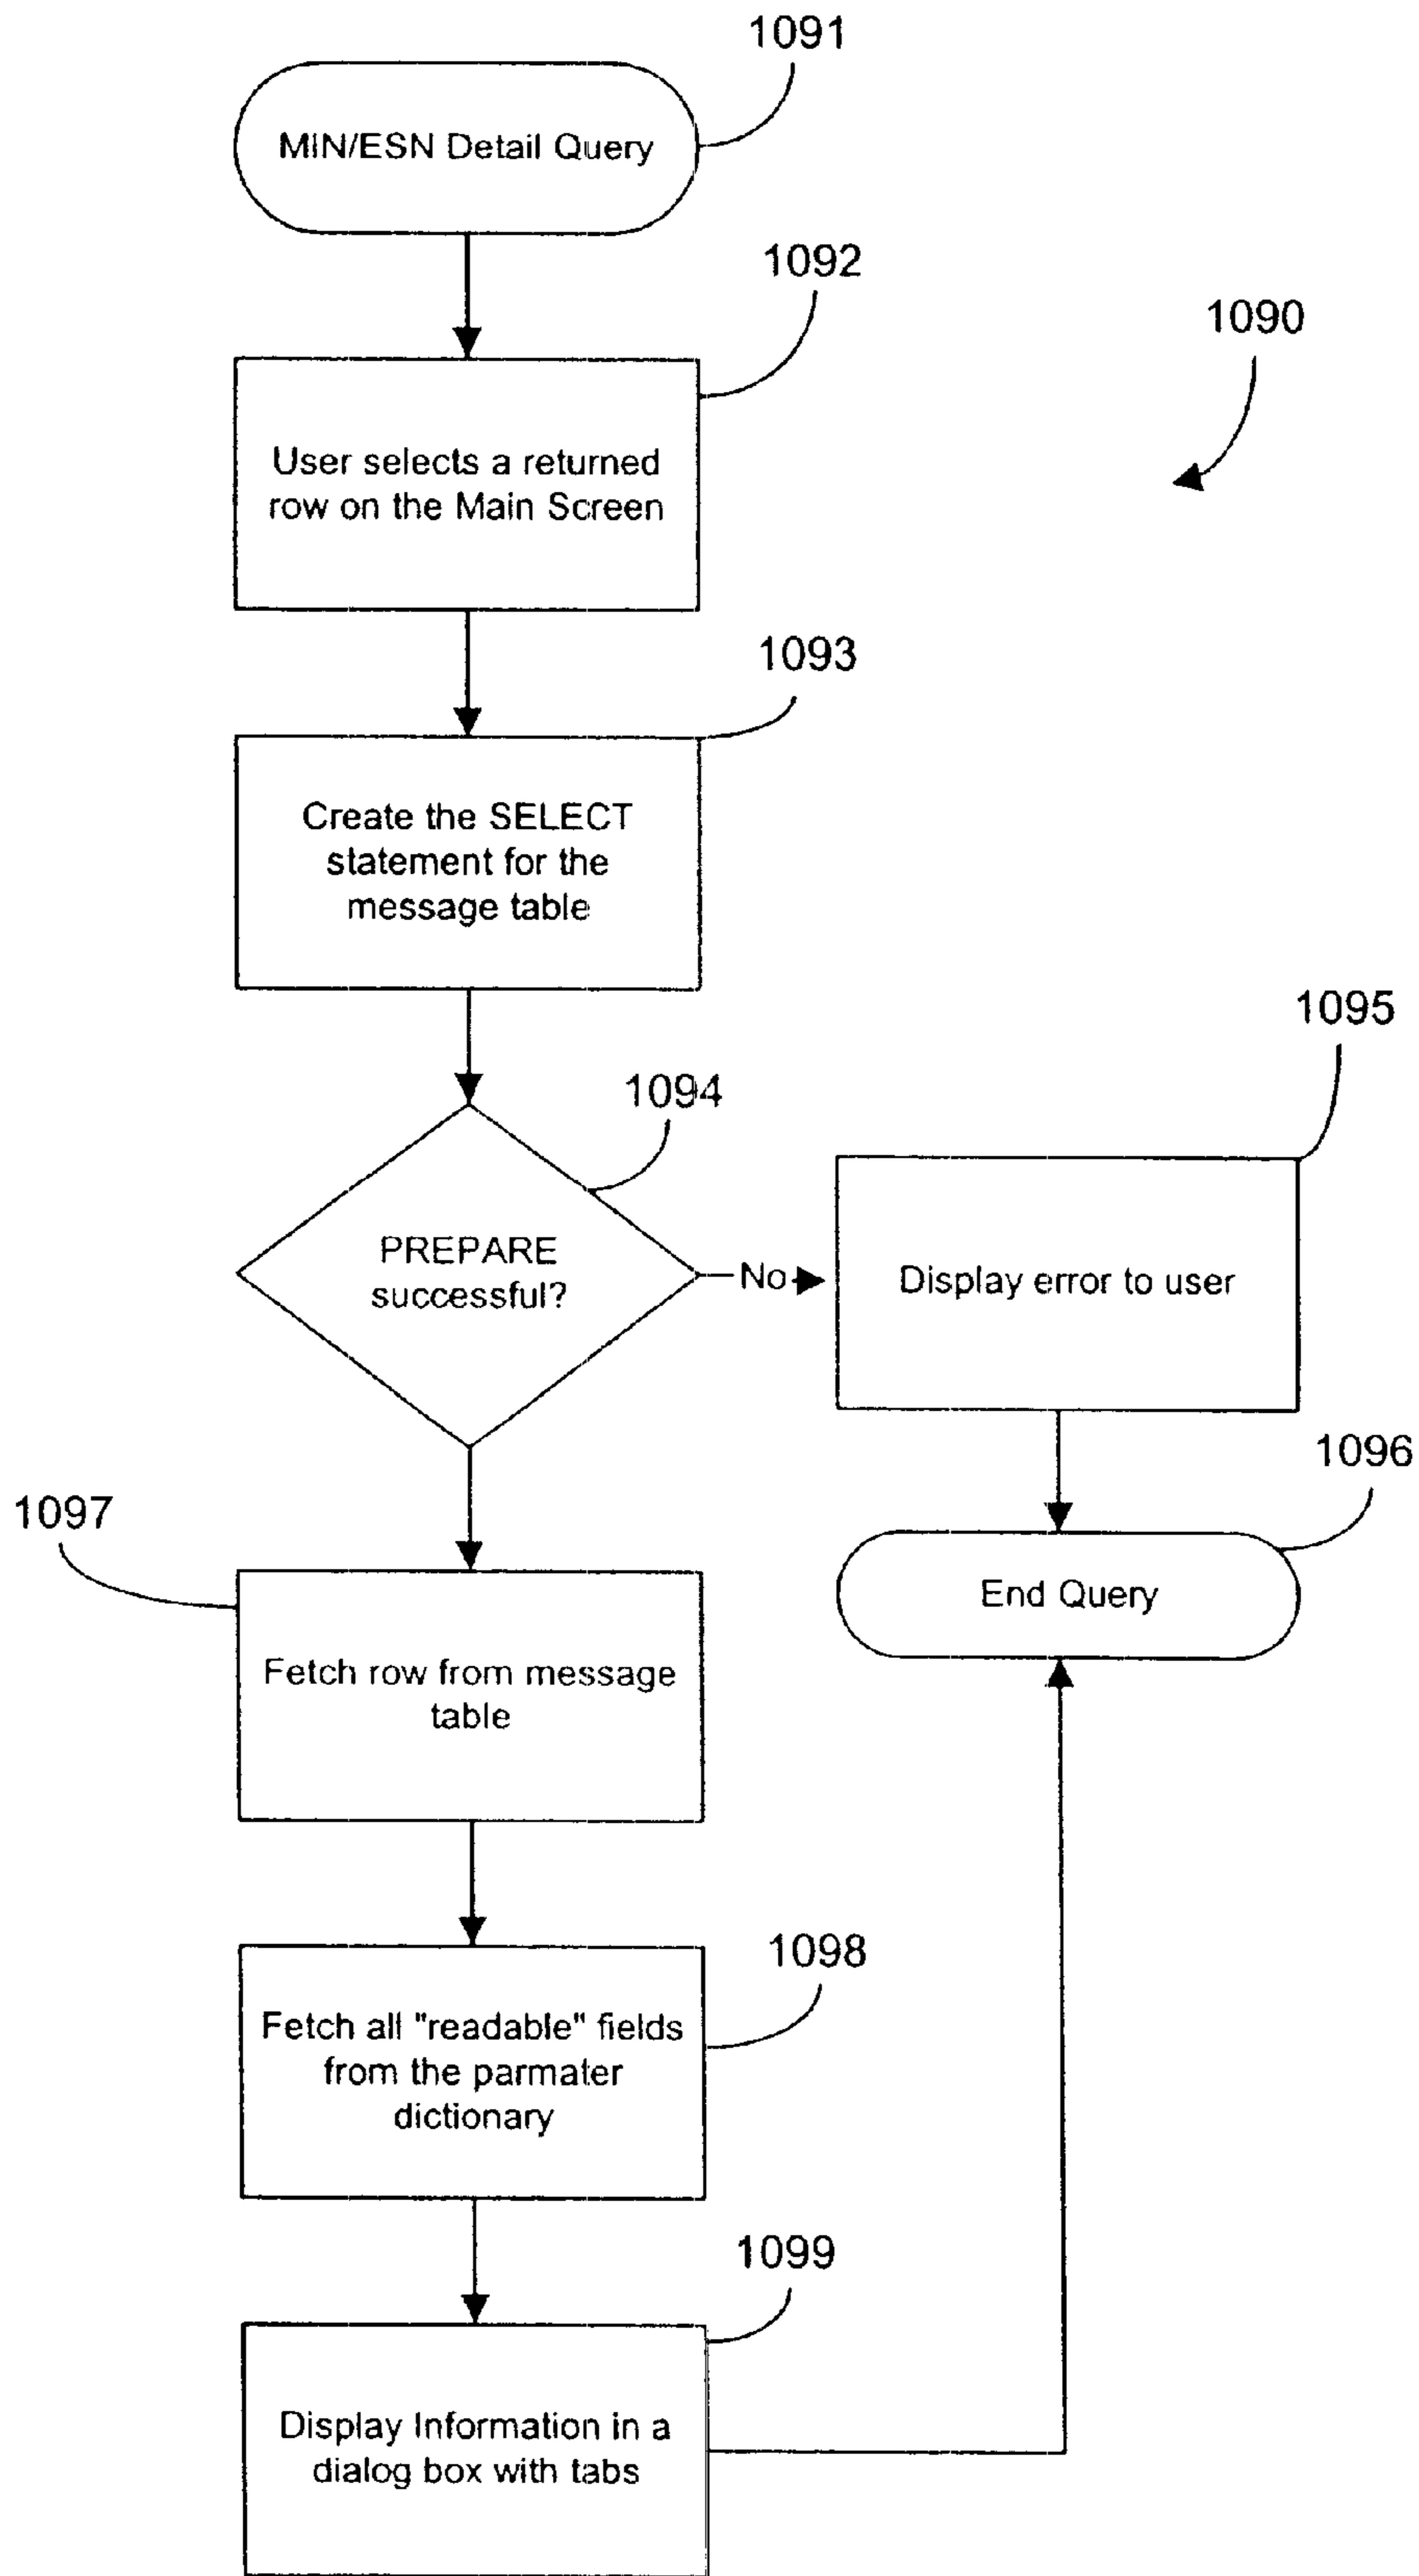 1091
MIN/ESN Detail Query
1092
1090
User selects a returned
row on the Main Screen
1093
Create the SELECT
statement for the
message table
1095
1094
PREPARE
successful?
No
Display error to user
1096
1097
End Query
Fetch row from message
table
1098
Fetch all "readable" fields
from the parmater
dictionary
1099
Display Information in a
dialog box with tabs